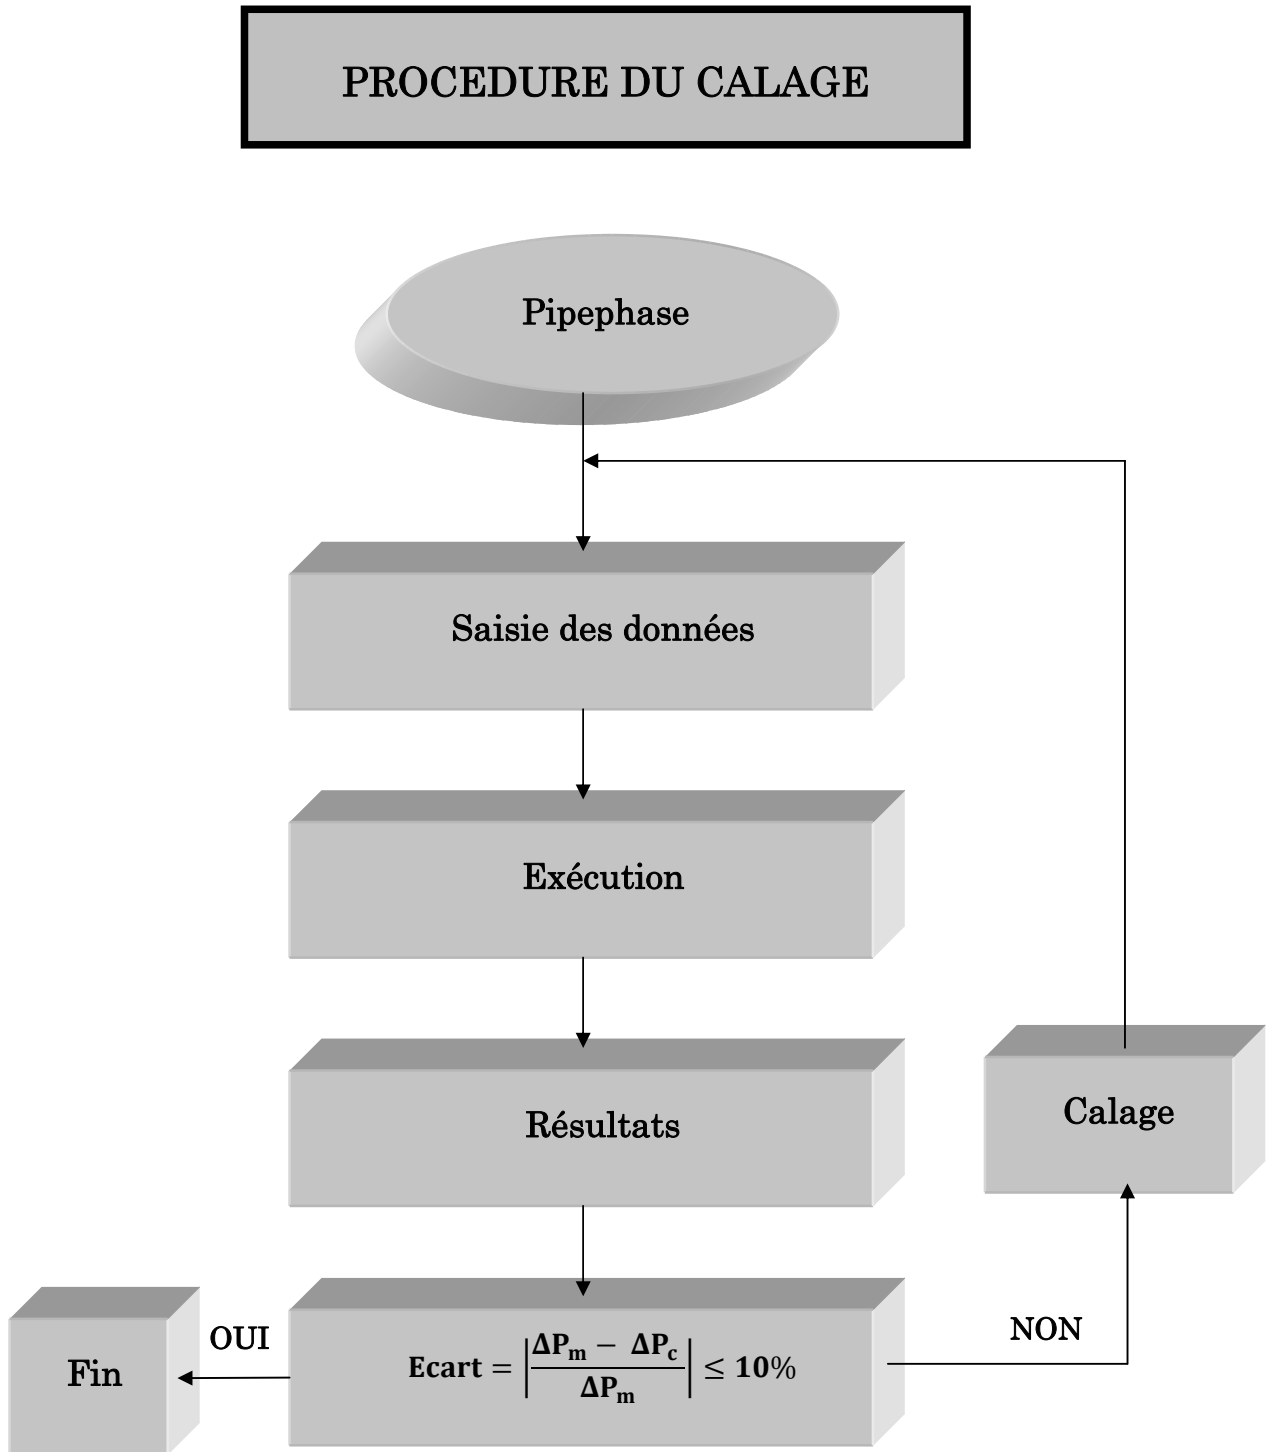 PROCEDURE DU CALAGE
Pipephase
Saisie des données
Exécution
Résultats
Calage
NON
OUI
Fin
Ecart = |ΔPm − ΔPc / ΔPm| ≤ 10%